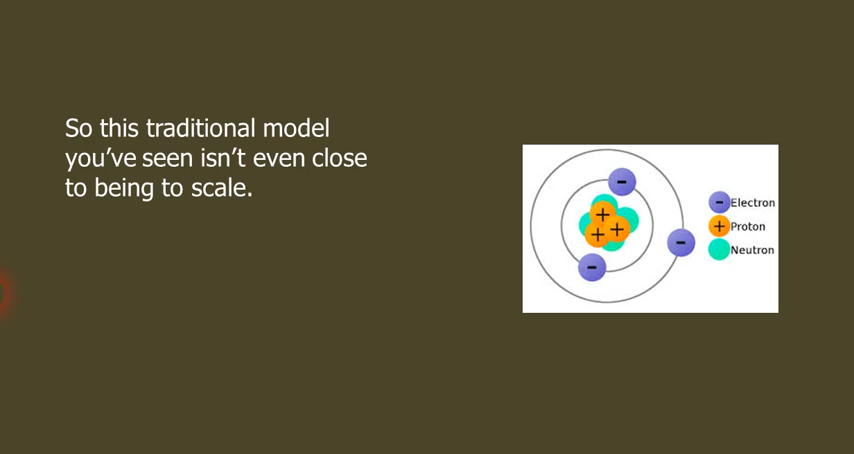 So this traditional model
you've seen isn't even close
to being to scale.
-
-
-
+
+
+
- Electron
+ Proton
Neutron